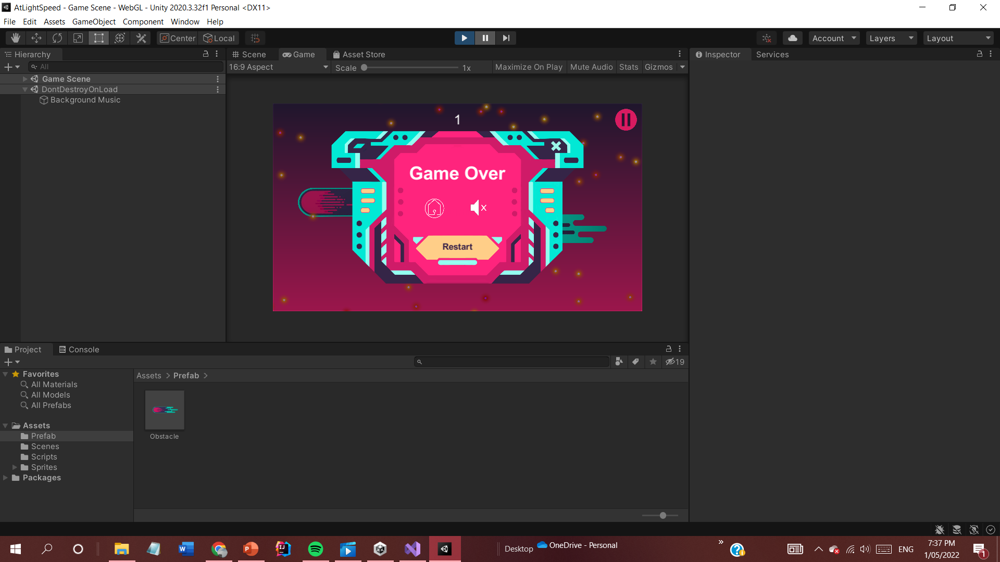 AtLightSpeed - Game Scene - WebGL - Unity 2020.3.32f1 Personal <DX11>
File Edit Assets GameObject Component Window Help
Center Local Account Layers Layout
Hierarchy
All
Game Scene
DontDestroyOnLoad
Background Music
Scene Game Asset Store
16:9 Aspect Scale 1x Maximize On Play Mute Audio Stats Gizmos
1
Game Over
Restart
Inspector Services
Project Console
19
Favorites
All Materials
All Models
All Prefabs
Assets
Prefab
Scenes
Scripts
Sprites
Packages
Assets > Prefab >
Obstacle
Desktop OneDrive - Personal
ENG
7:37 PM
1/05/2022
1